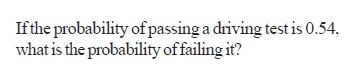 If the probability of passing a driving test is 0.54,
what is the probability of failing it?